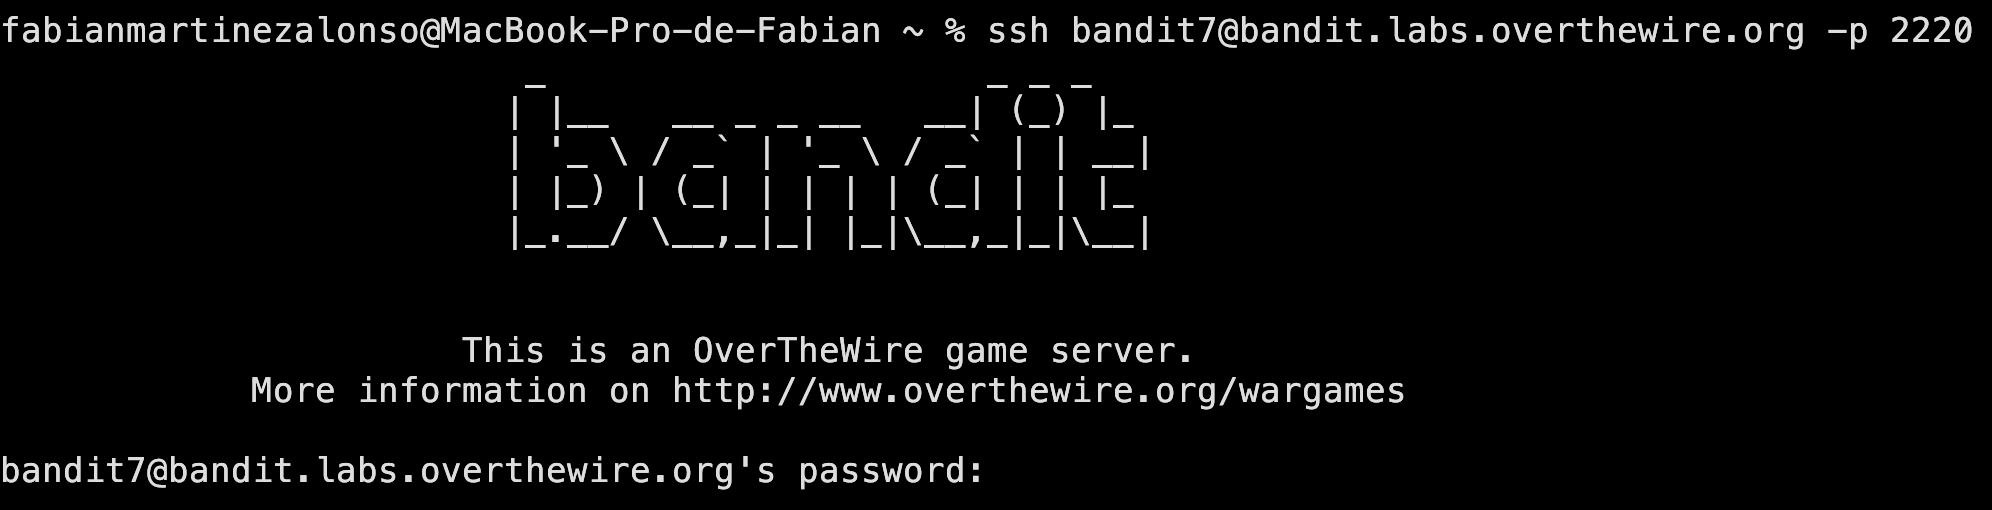 fabianmartinezalonso@MacBook-Pro-de-Fabian ~ % ssh bandit7@bandit.labs.overthewire.org -p 2220
bandit
This is an OverTheWire game server.
More information on http://www.overthewire.org/wargames
bandit7@bandit.labs.overthewire.org's password: